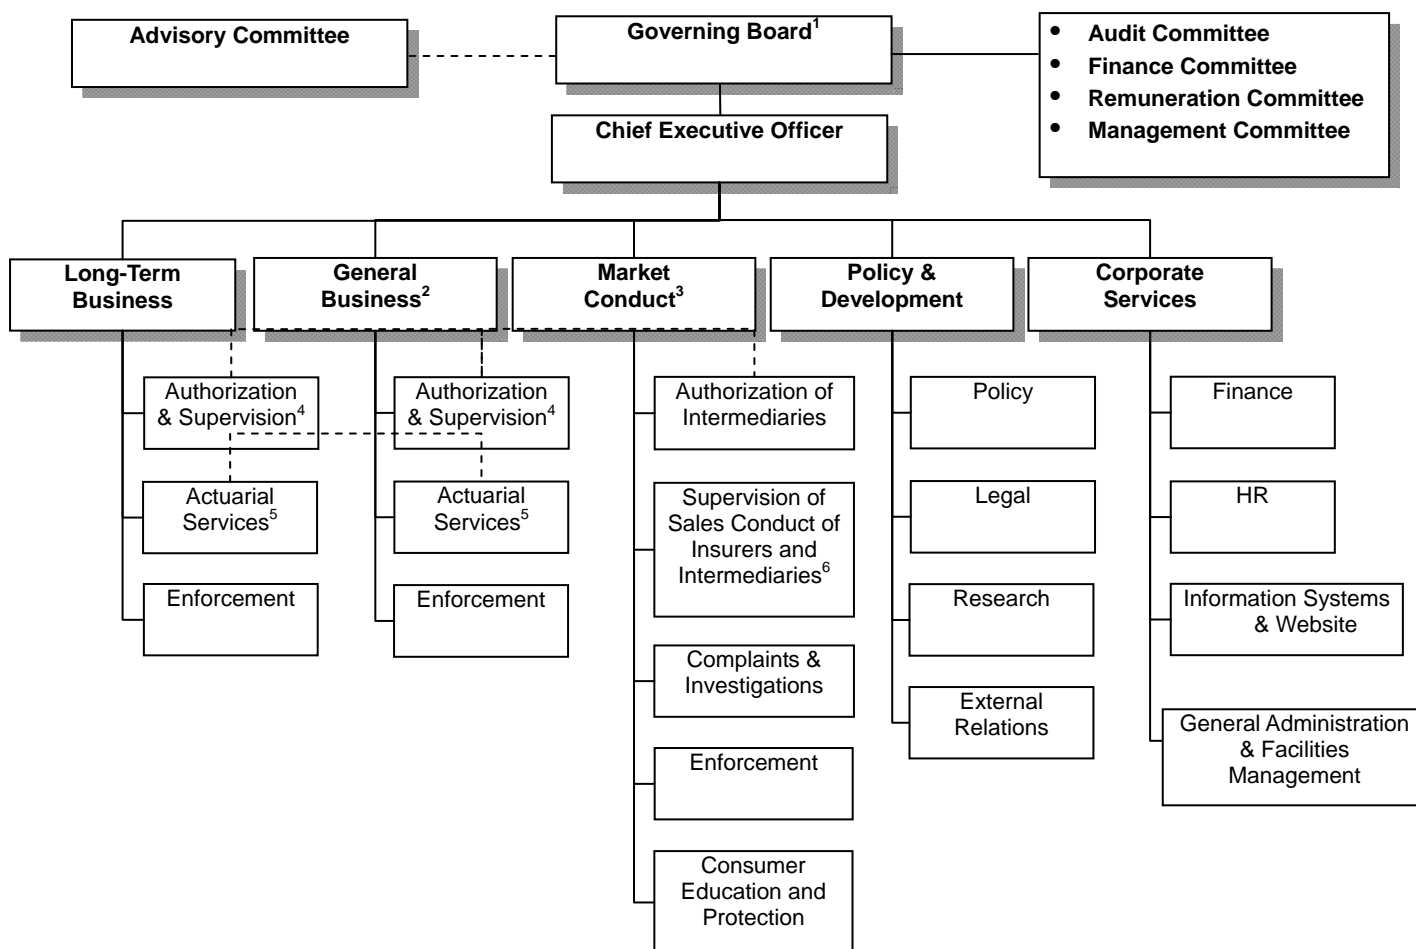 Advisory Committee
Governing Board¹
• Audit Committee
• Finance Committee
• Remuneration Committee
• Management Committee
Chief Executive Officer
Long-Term
Business
General
Business²
Market
Conduct³
Policy &
Development
Corporate
Services
Authorization
& Supervision⁴
Actuarial
Services⁵
Enforcement
Authorization
& Supervision⁴
Actuarial
Services⁵
Enforcement
Authorization of
Intermediaries
Supervision of
Sales Conduct of
Insurers and
Intermediaries⁶
Complaints &
Investigations
Enforcement
Consumer
Education and
Protection
Policy
Legal
Research
External
Relations
Finance
HR
Information Systems
& Website
General Administration
& Facilities
Management